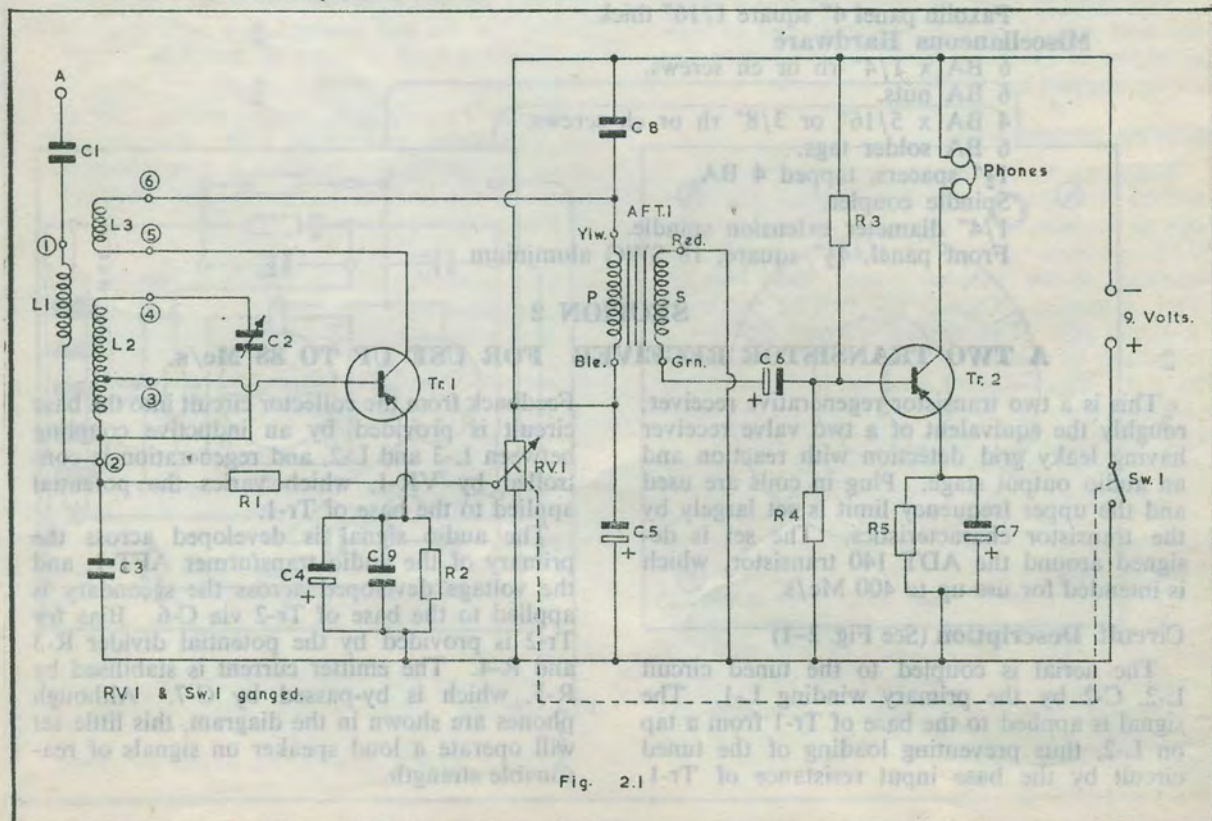 Paxolin panel 4" square 1/16" thick
Miscellaneous Hardware
6 BA x 1/4" rh or ch screws.
6 BA nuts.
4 BA x 5/16" or 3/8" rh or screws
6 BA solder tags.
spacers, tapped 4 BA.
Spindle coupler.
1/4" diameter extension spindle.
Front panel, square, aluminium
SECTION 2
A TWO TRANSISTOR RECEIVER FOR USE UP TO 28 Mc/s.
This is a two transistor regenerative receiver,
roughly the equivalent of a two valve receiver
having leaky grid detection with reaction and
an audio output stage. Plug in coils are used
and the upper frequency limit is set largely by
the transistor characteristics. The set is de-
signed around the ADT 140 transistor, which
is intended for use up to 400 Mc/s.
Circuit Description (See Fig. 2-1)
The aerial is coupled to the tuned circuit
L-2, C-2 by the primary winding L-1. The
signal is applied to the base of Tr-1 from a tap
on L-2, thus preventing loading of the tuned
circuit by the base input resistance of Tr-1.
Feedback from the collector circuit into the base
circuit is provided by an inductive coupling
between L-3 and L-2, and regeneration is con-
trolled by VR-1, which varies the potential
applied to the base of Tr-1.
The audio signal is developed across the
primary of the audio transformer AFT-1 and
the voltage developed across the secondary is
applied to the base of Tr-2 via C-6. Bias for
Tr-2 is provided by the potential divider R-3
and R-4. The emitter current is stabilised by
R-5, which is by-passed by C-7. Although
phones are shown in the diagram, this little set
will operate a loud speaker on signals of rea-
sonable strength.
A
C1
6
L3
5
1
L1
4
L2
C2
3
Tr.1
2
R1
C3
C4
+
C9
R2
RV.1
C8
A.F.T.1
Ylw.
Red.
P
S
Ble.
Grn.
C5
+
C6
+
R3
R4
Phones
Tr.2
R5
C7
+
−
9. Volts.
+
Sw.1
RV.1 & Sw.1 ganged.
Fig. 2.1